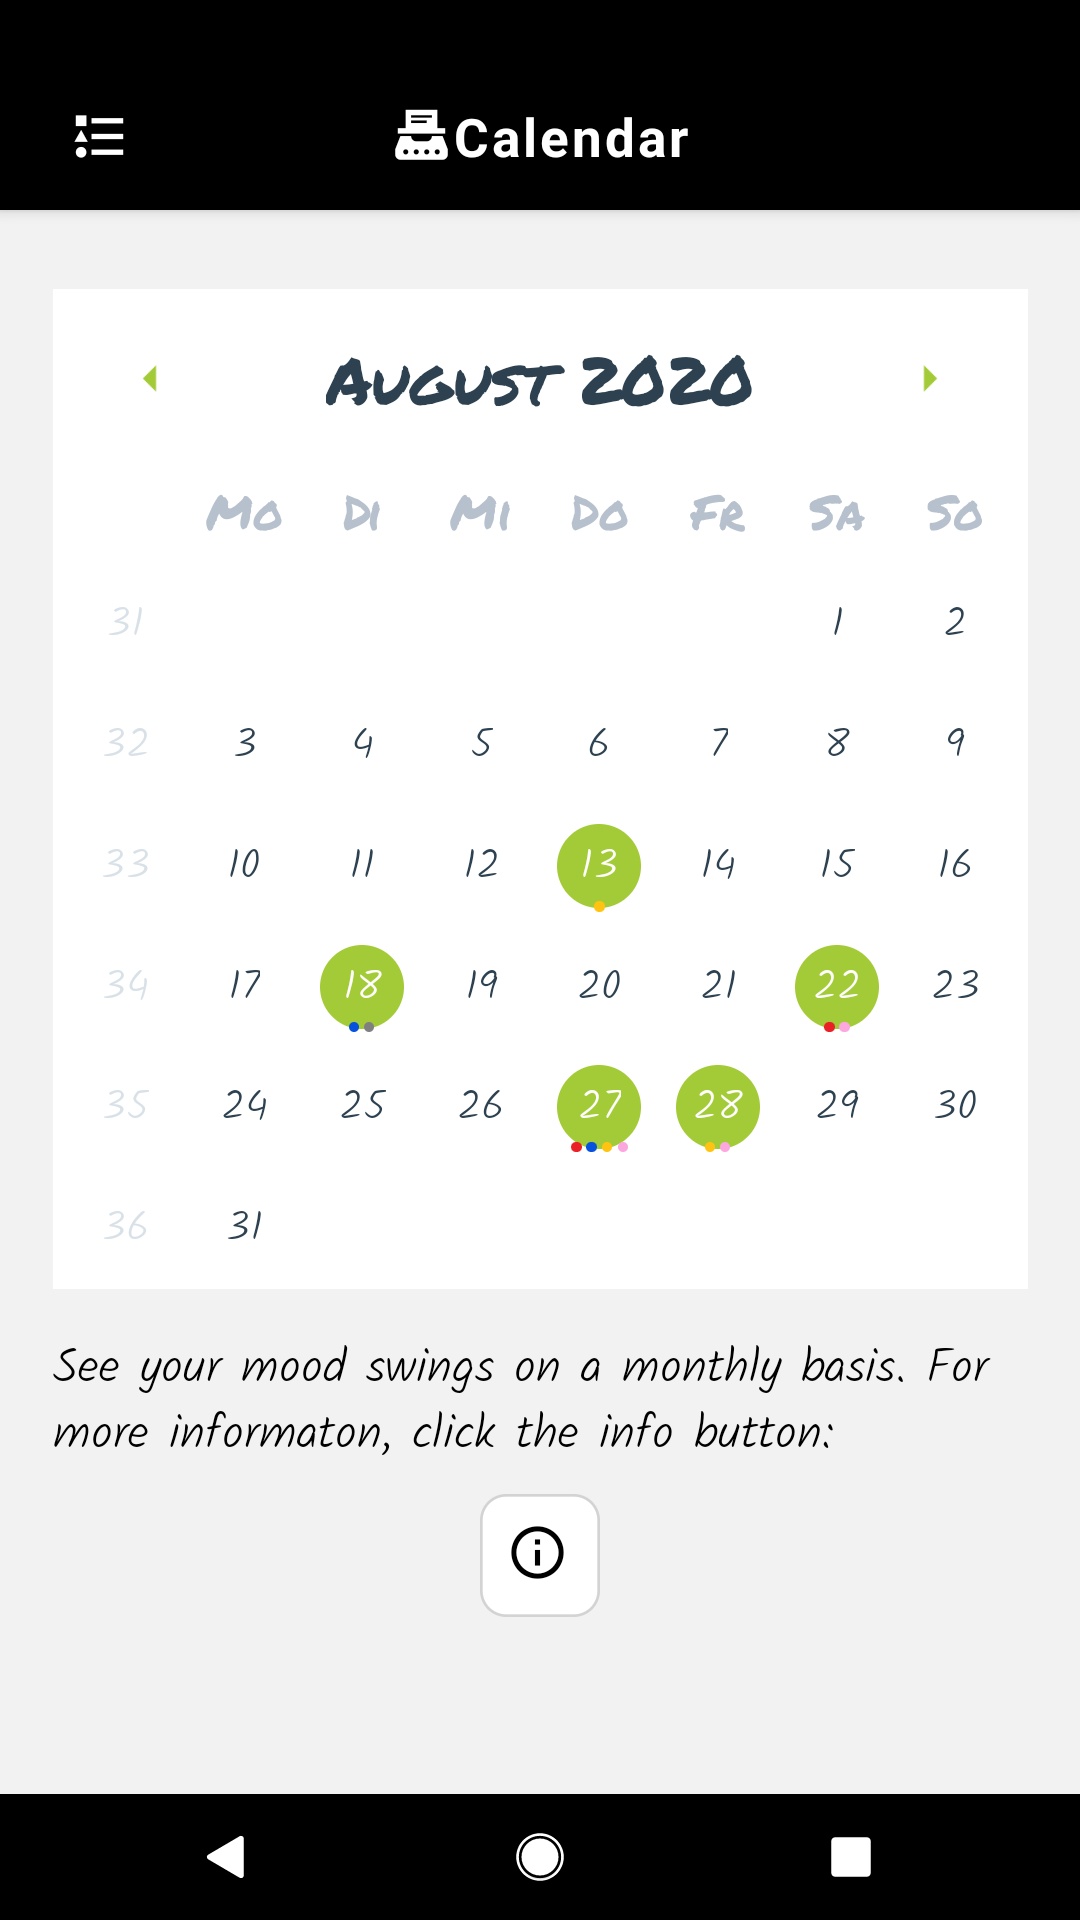 Calendar
August 2020
Mo Di Mi Do Fr Sa So
31 1 2
32 3 4 5 6 7 8 9
33 10 11 12 13 14 15 16
34 17 18 19 20 21 22 23
35 24 25 26 27 28 29 30
36 31
See your mood swings on a monthly basis. For
more informaton, click the info button: